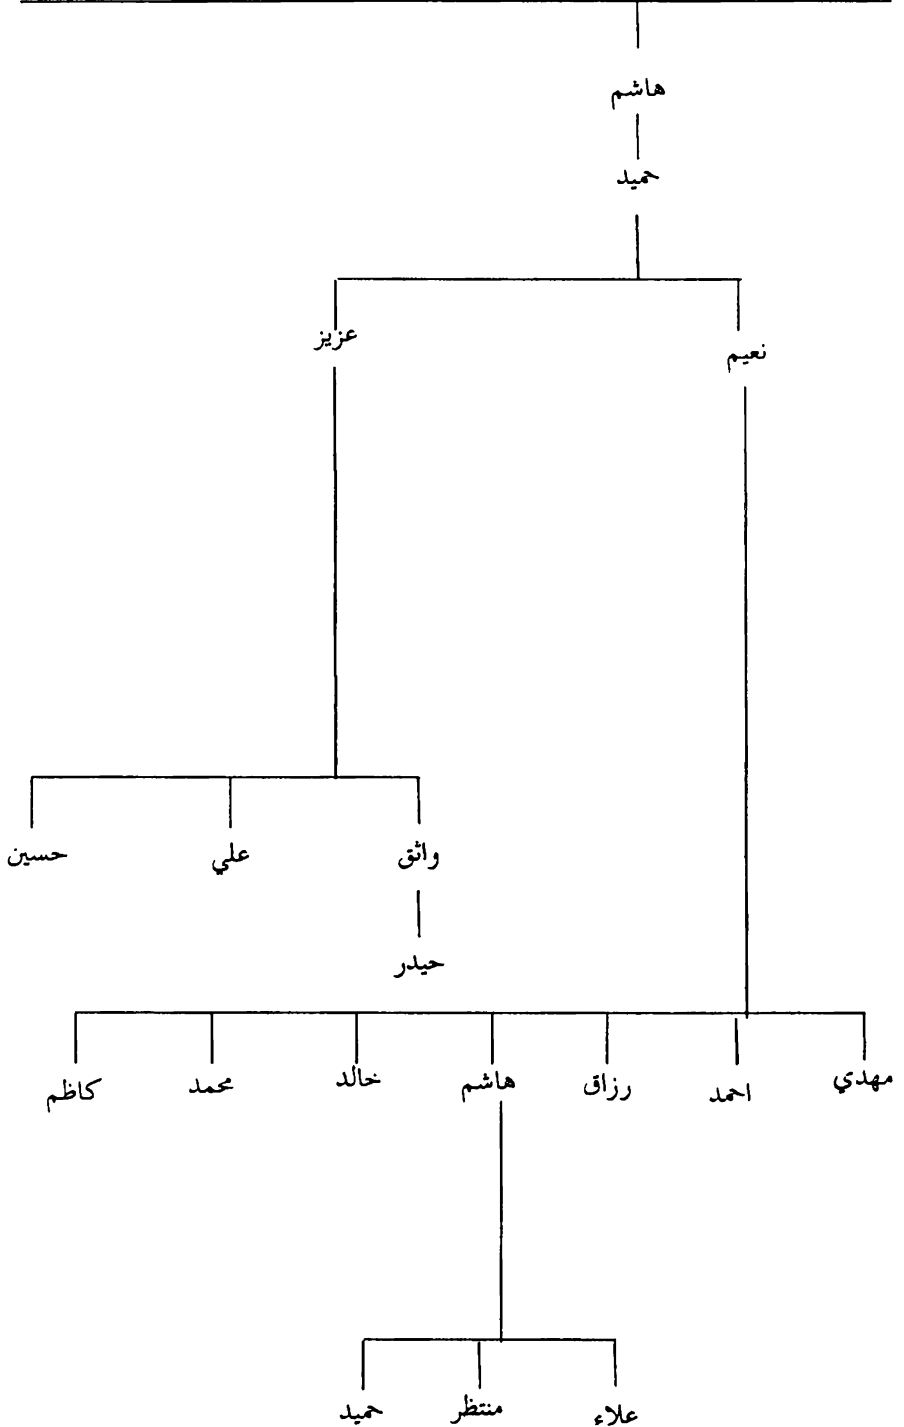 هاشم
حميد
نعيم عزيز
واثق علي حسين
حيدر
مهدي احمد رزاق هاشم خالد محمد كاظم
علاء منتظر حميد